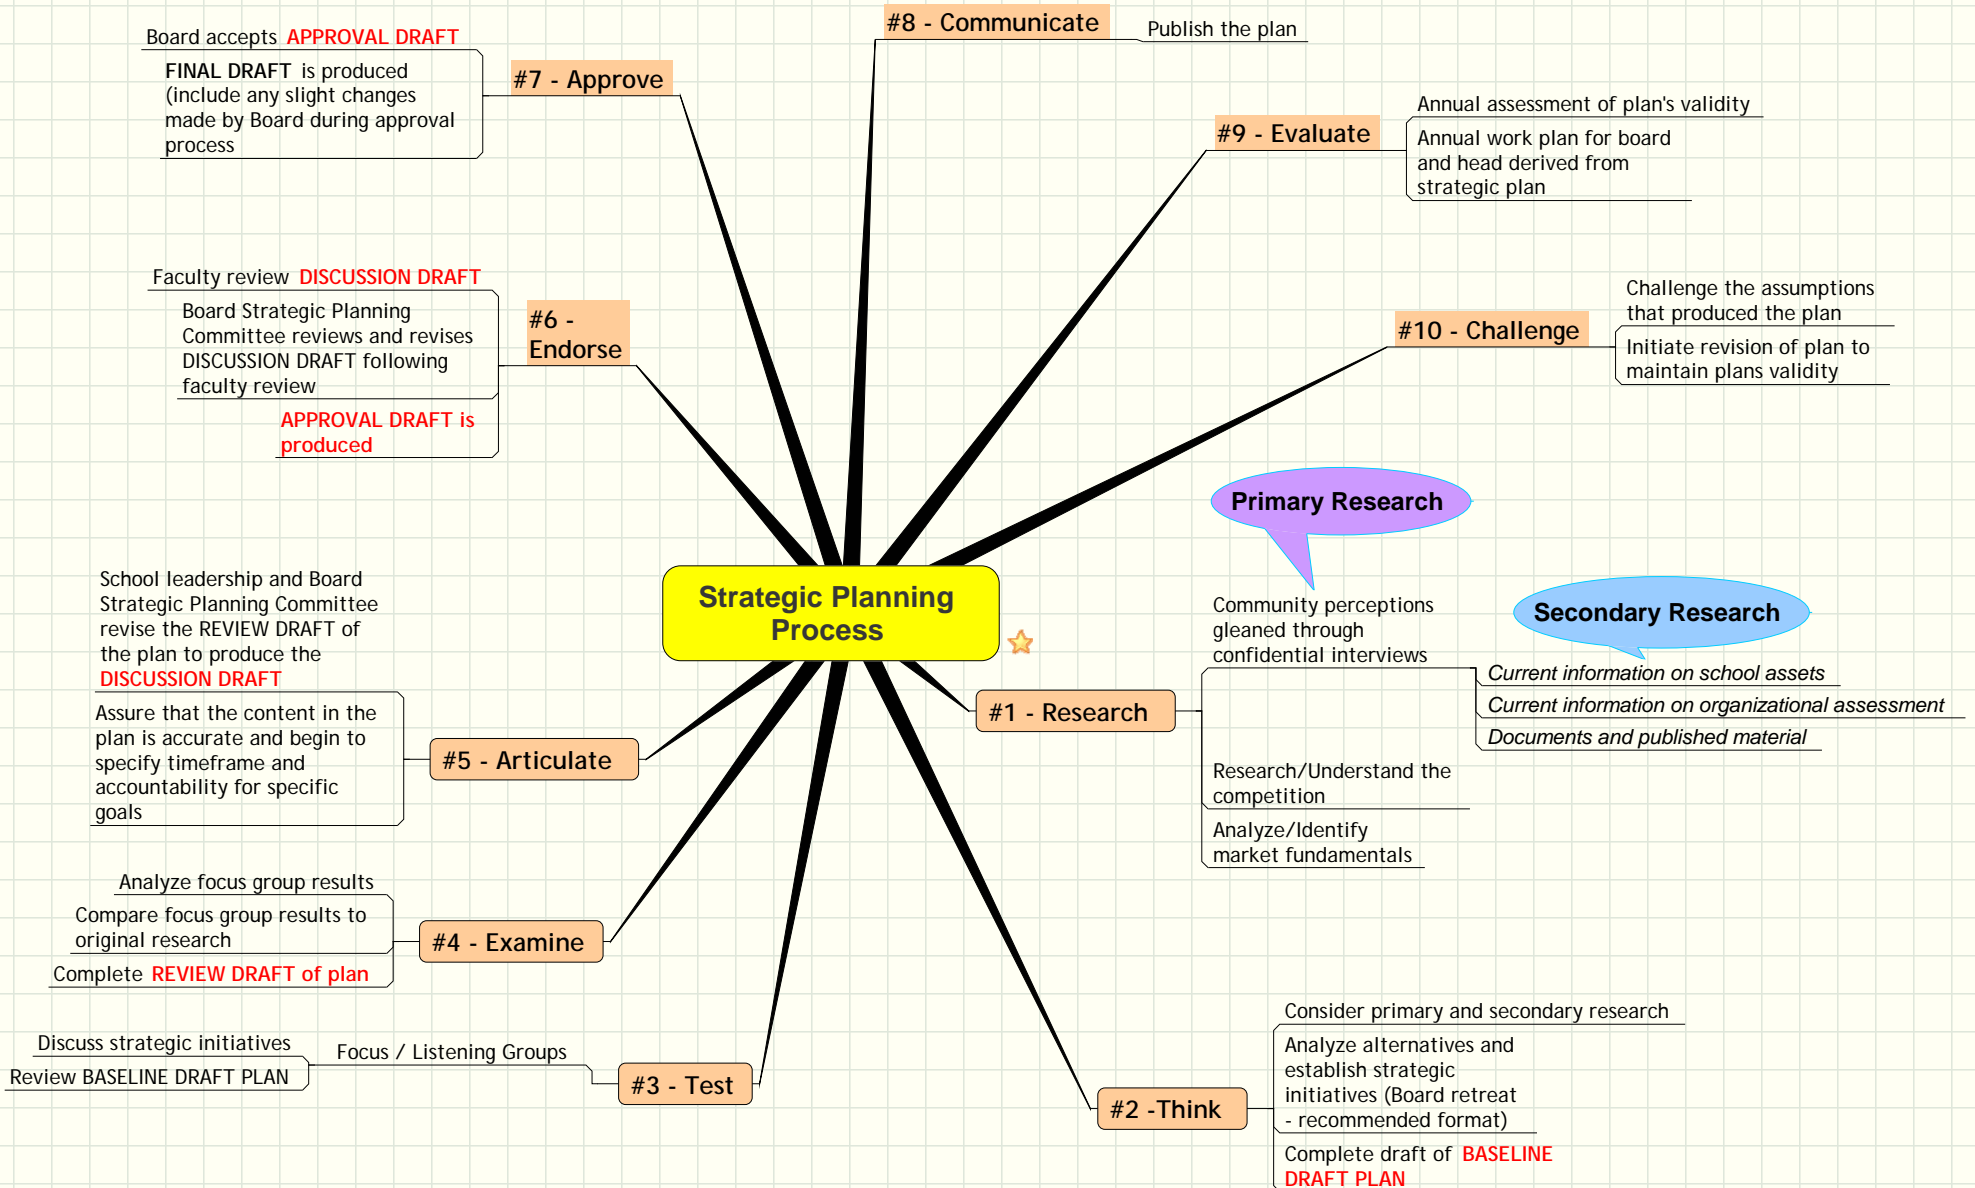 Strategic Planning
Process
#1 - Research
Primary Research
Community perceptions
gleaned through
confidential interviews
Secondary Research
Current information on school assets
Current information on organizational assessment
Documents and published material
Research/Understand the
competition
Analyze/Identify
market fundamentals
#2 -Think
Consider primary and secondary research
Analyze alternatives and
establish strategic
initiatives (Board retreat
- recommended format)
Complete draft of BASELINE
DRAFT PLAN
#3 - Test
Focus / Listening Groups
Discuss strategic initiatives
Review BASELINE DRAFT PLAN
#4 - Examine
Analyze focus group results
Compare focus group results to
original research
Complete REVIEW DRAFT of plan
#5 - Articulate
School leadership and Board
Strategic Planning Committee
revise the REVIEW DRAFT of
the plan to produce the
DISCUSSION DRAFT
Assure that the content in the
plan is accurate and begin to
specify timeframe and
accountability for specific
goals
#6 -
Endorse
Faculty review DISCUSSION DRAFT
Board Strategic Planning
Committee reviews and revises
DISCUSSION DRAFT following
faculty review
APPROVAL DRAFT is
produced
#7 - Approve
Board accepts APPROVAL DRAFT
FINAL DRAFT is produced
(include any slight changes
made by Board during approval
process
#8 - Communicate
Publish the plan
#9 - Evaluate
Annual assessment of plan's validity
Annual work plan for board
and head derived from
strategic plan
#10 - Challenge
Challenge the assumptions
that produced the plan
Initiate revision of plan to
maintain plans validity